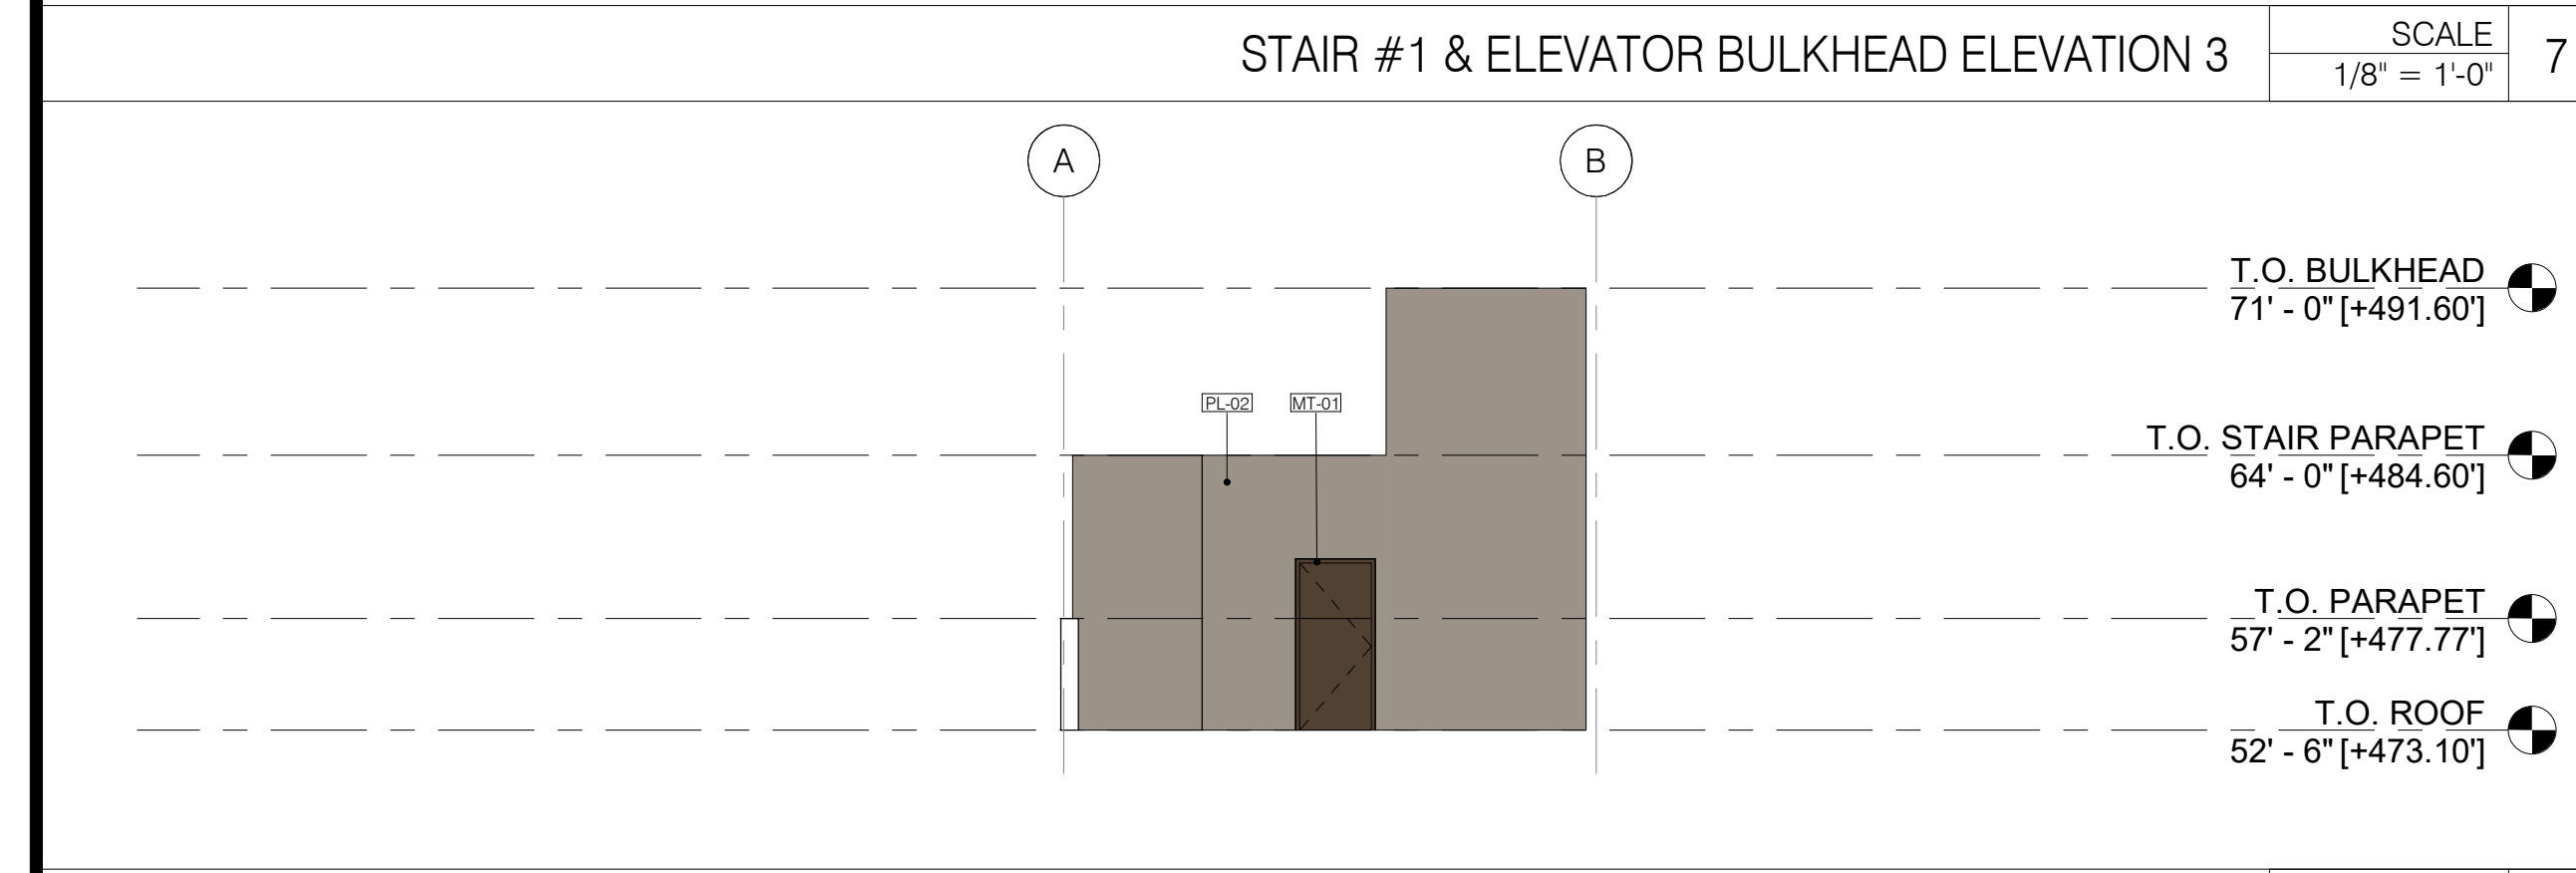 STAIR #1 & ELEVATOR BULKHEAD ELEVATION 3
SCALE
1/8" = 1'-0"
7
A
B
T.O. BULKHEAD
71' - 0" [+491.60']
PL-02
MT-01
T.O. STAIR PARAPET
64' - 0" [+484.60']
T.O. PARAPET
57' - 2" [+477.77']
T.O. ROOF
52' - 6" [+473.10']